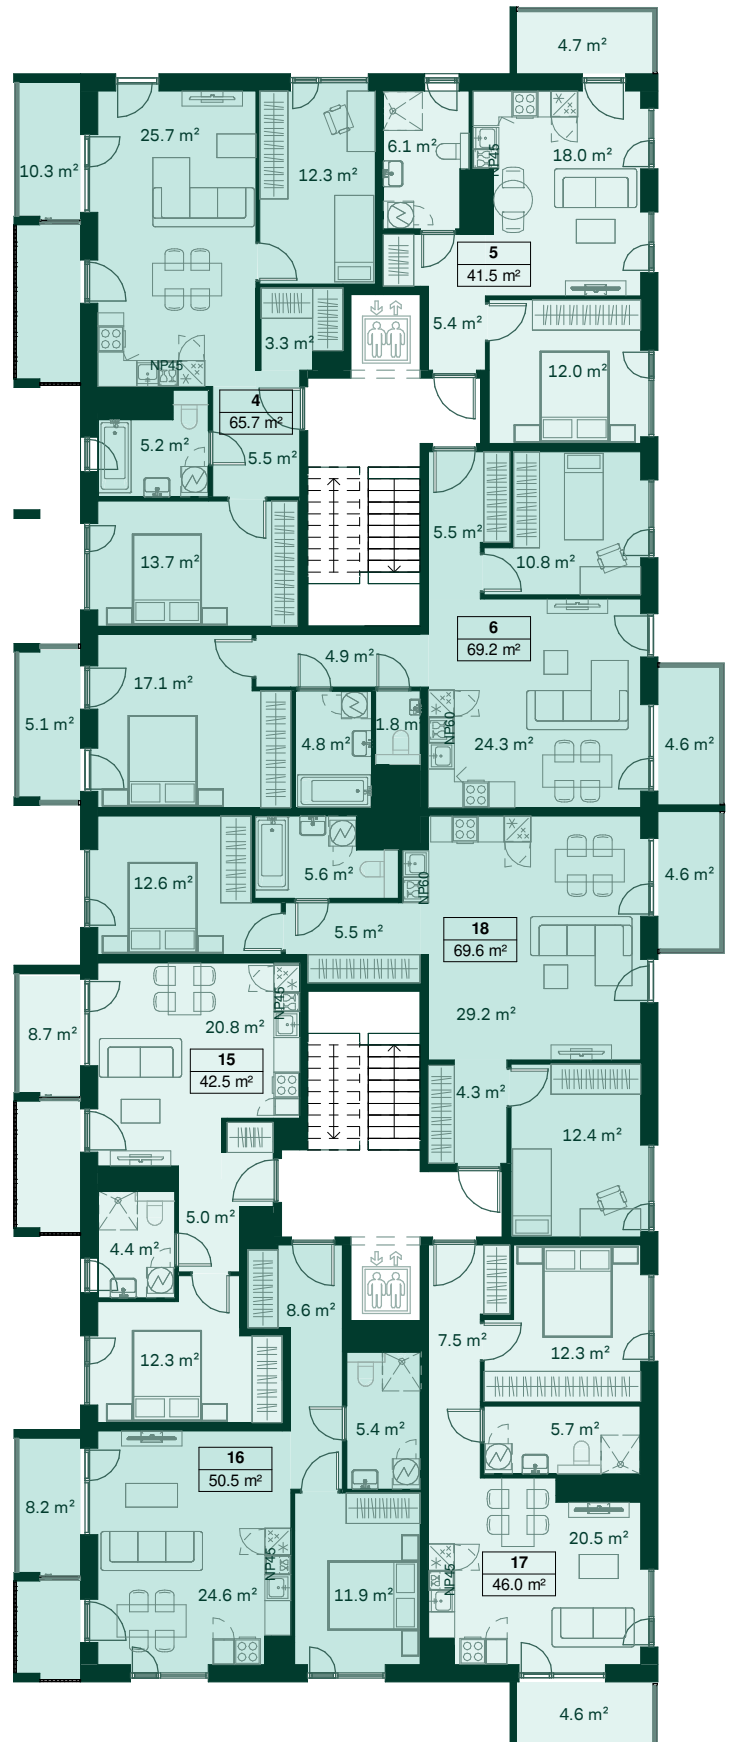 4.7 m²
25.7 m²
10.3 m²
12.3 m²
6.1 m²
NP45
18.0 m²
5
41.5 m²
3.3 m²
5.4 m²
NP45
12.0 m²
4
65.7 m²
5.2 m²
5.5 m²
13.7 m²
5.5 m²
10.8 m²
6
69.2 m²
4.9 m²
17.1 m²
5.1 m²
4.8 m²
1.8 m
NP60
24.3 m²
4.6 m²
12.6 m²
5.6 m²
NP60
4.6 m²
5.5 m²
18
69.6 m²
8.7 m²
20.8 m²
NP45
29.2 m²
15
42.5 m²
4.3 m²
12.4 m²
5.0 m²
4.4 m²
8.6 m²
7.5 m²
12.3 m²
12.3 m²
5.4 m²
5.7 m²
16
50.5 m²
8.2 m²
20.5 m²
NP45
NP45
17
46.0 m²
24.6 m²
11.9 m²
4.6 m²